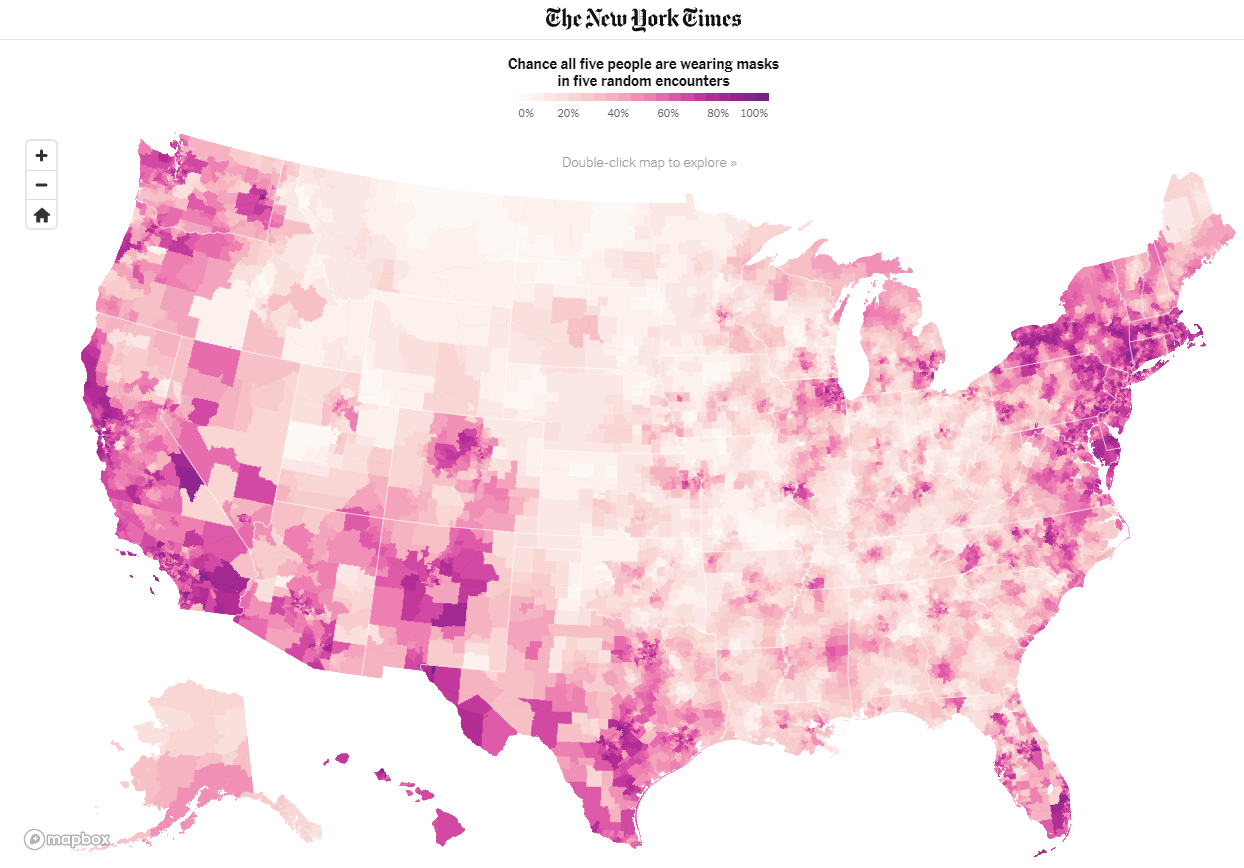 The New York Times
Chance all five people are wearing masks
in five random encounters
0% 20% 40% 60% 80% 100%
Double-click map to explore »
+
−
mapbox